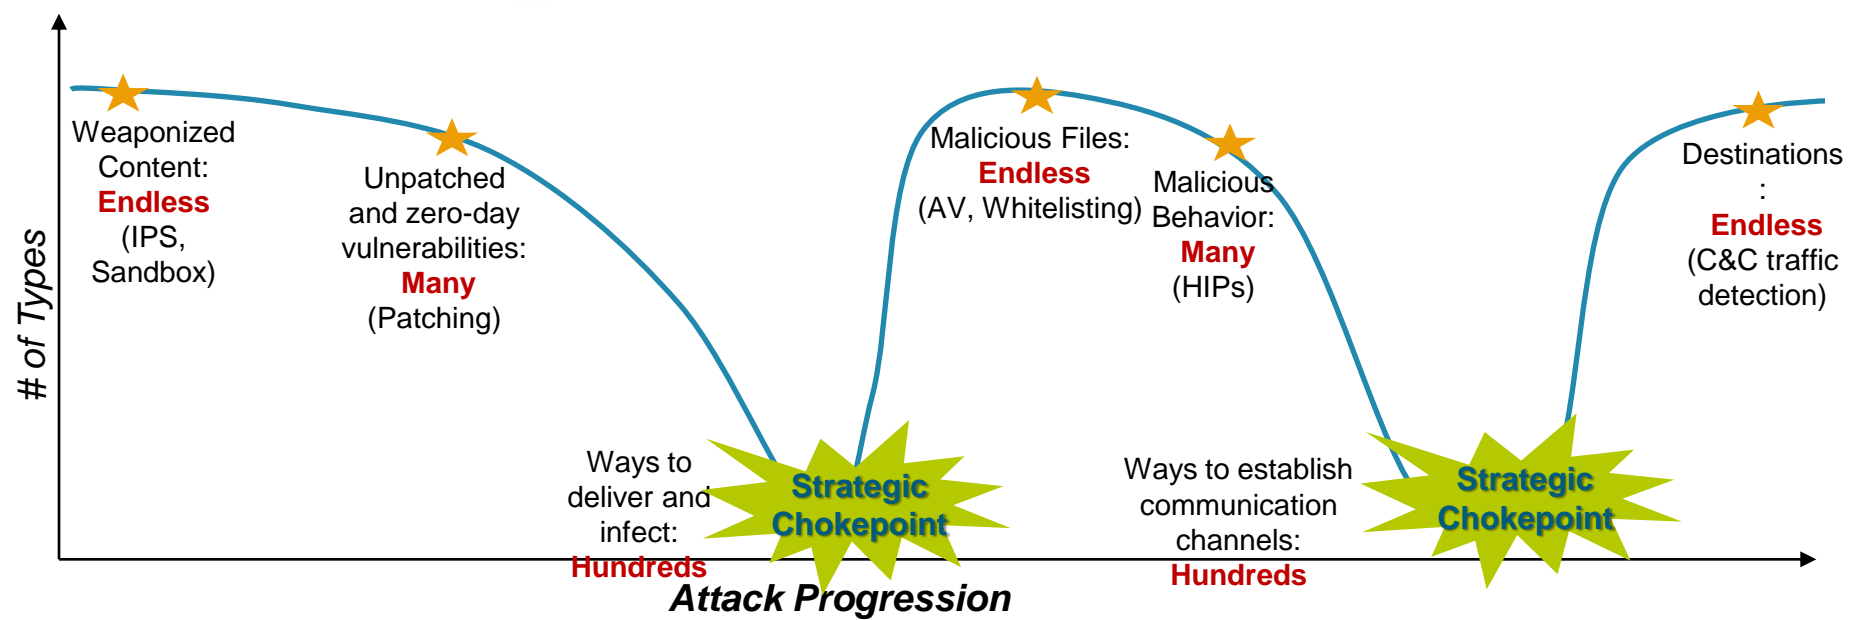 # of Types
Weaponized
Content:
Endless
(IPS,
Sandbox)
Unpatched
and zero-day
vulnerabilities:
Many
(Patching)
Ways to
deliver and
infect:
Hundreds
Strategic
Chokepoint
Malicious Files:
Endless
(AV, Whitelisting)
Malicious
Behavior:
Many
(HIPs)
Ways to establish
communication
channels:
Hundreds
Strategic
Chokepoint
Destinations
:
Endless
(C&C traffic
detection)
Attack Progression